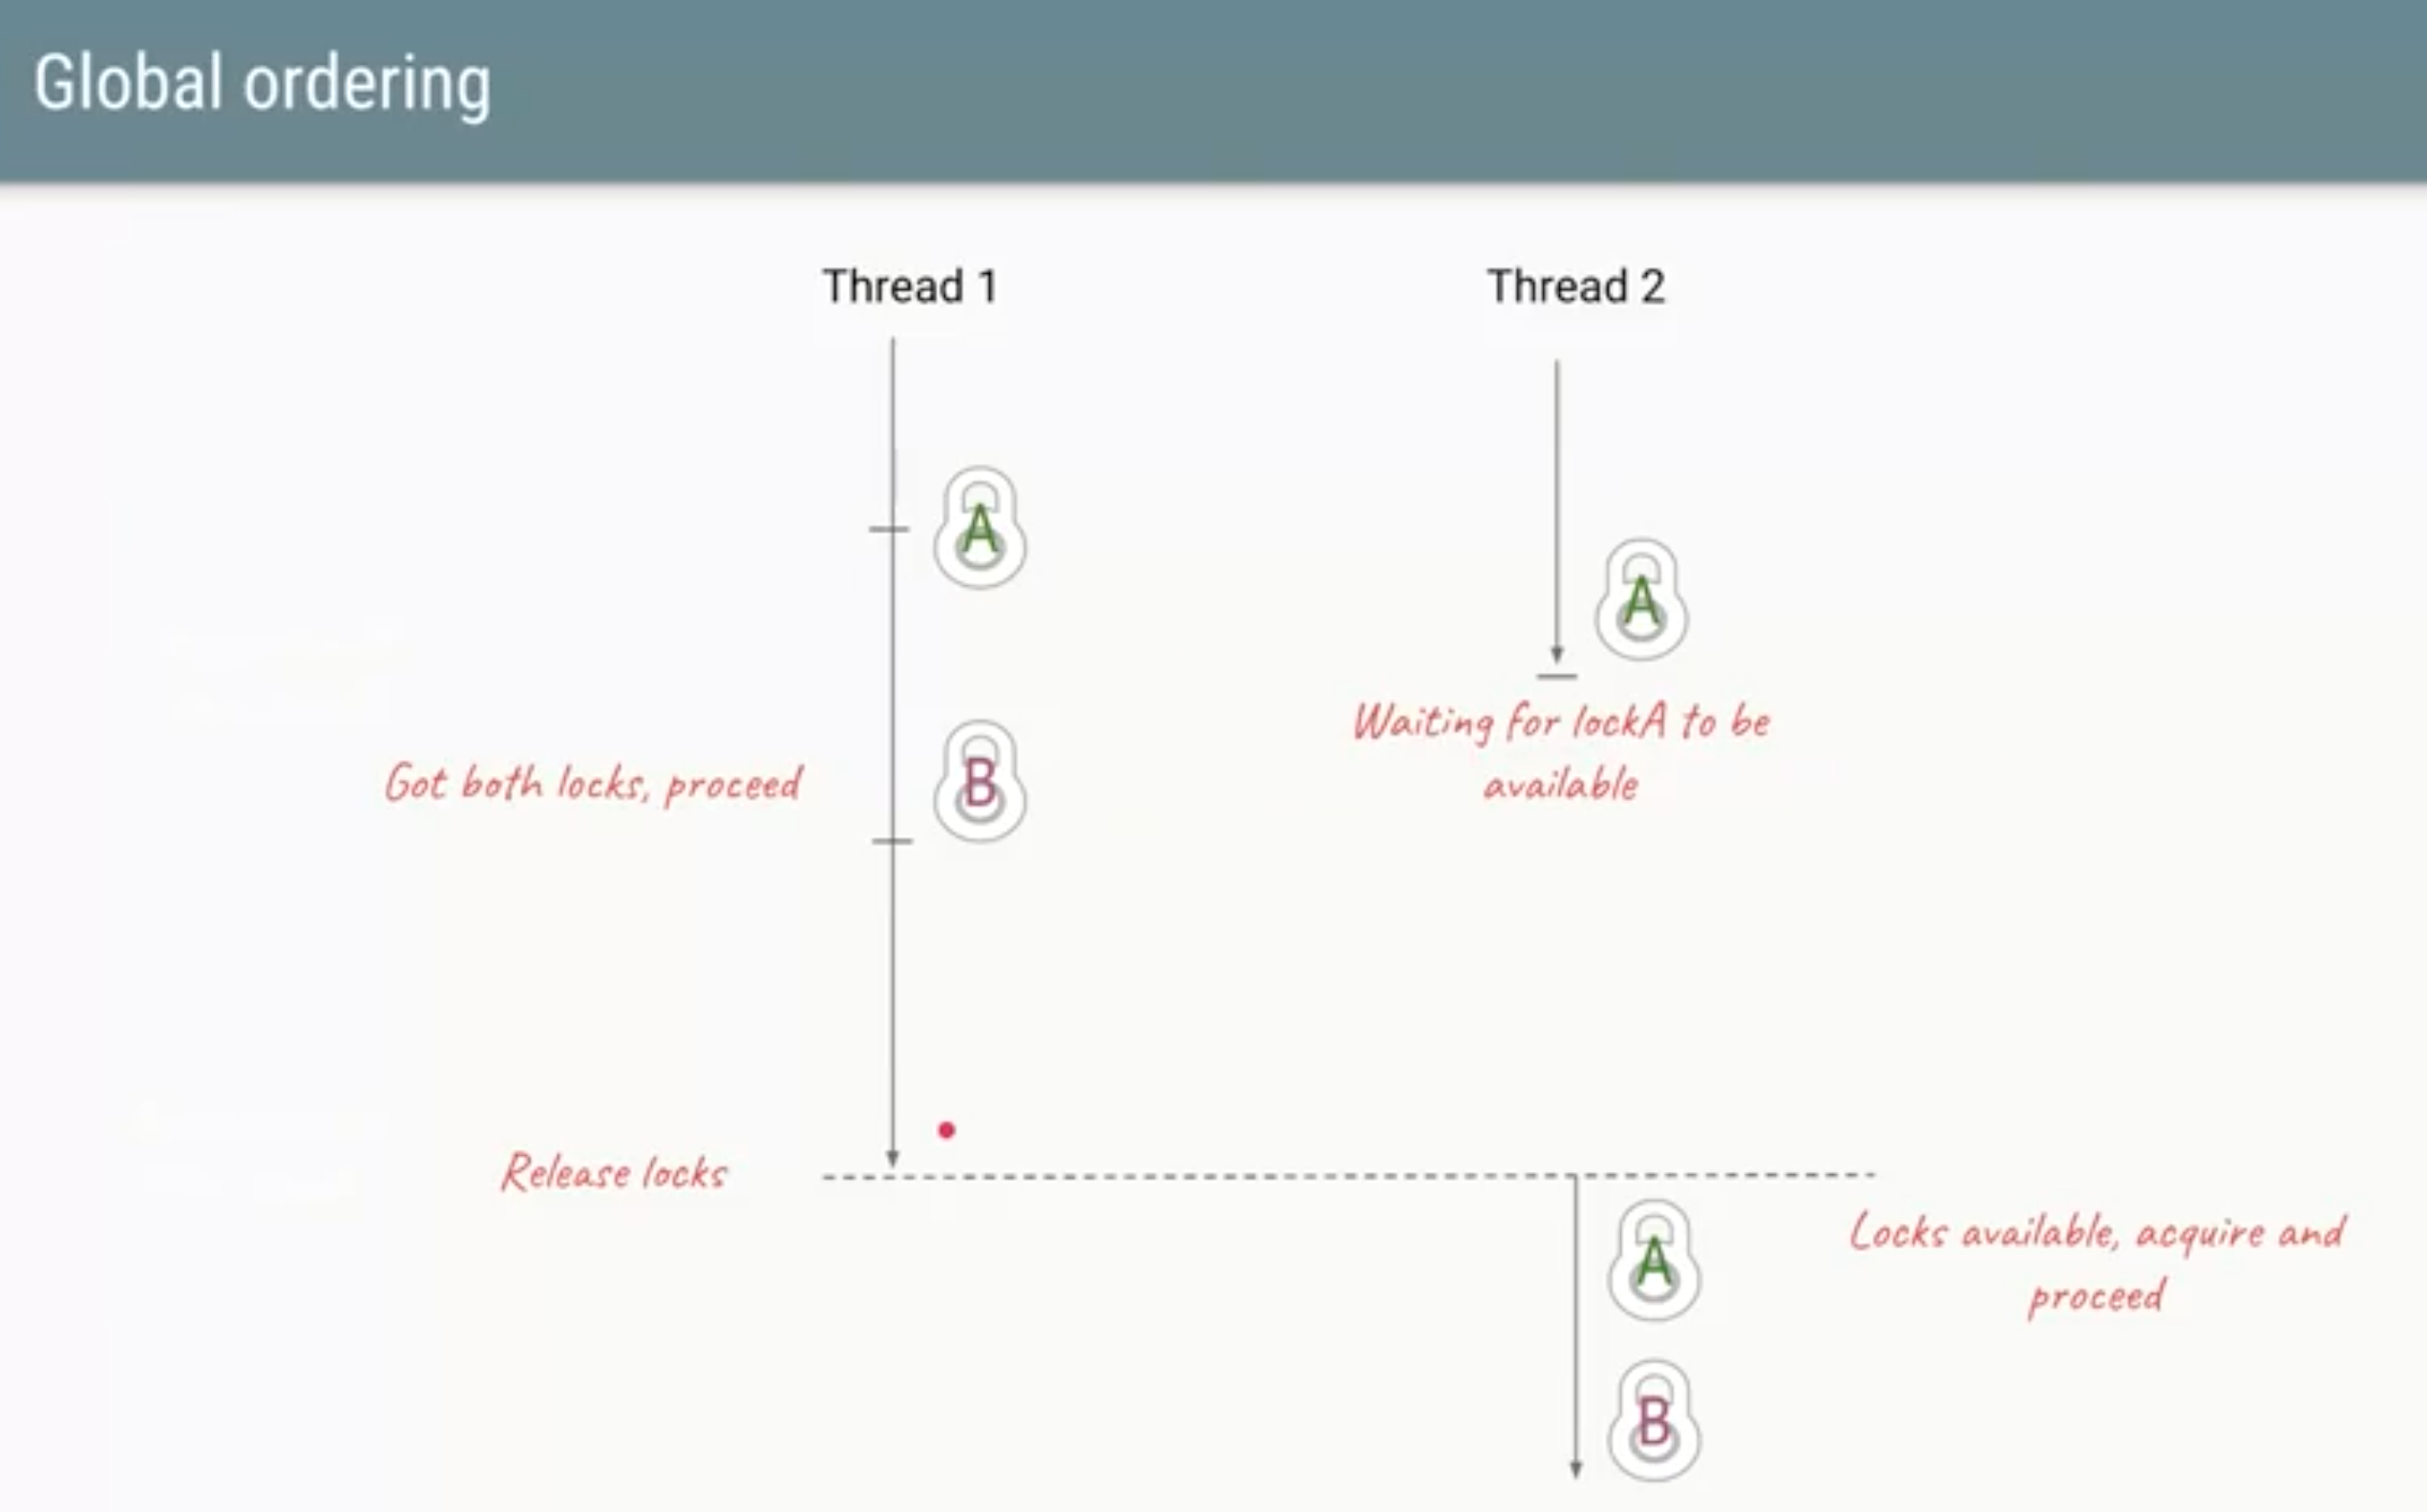 Global ordering
Thread 1
Thread 2
A
A
B
Got both locks, proceed
Waiting for lockA to be
available
Release locks
A
Locks available, acquire and
proceed
B